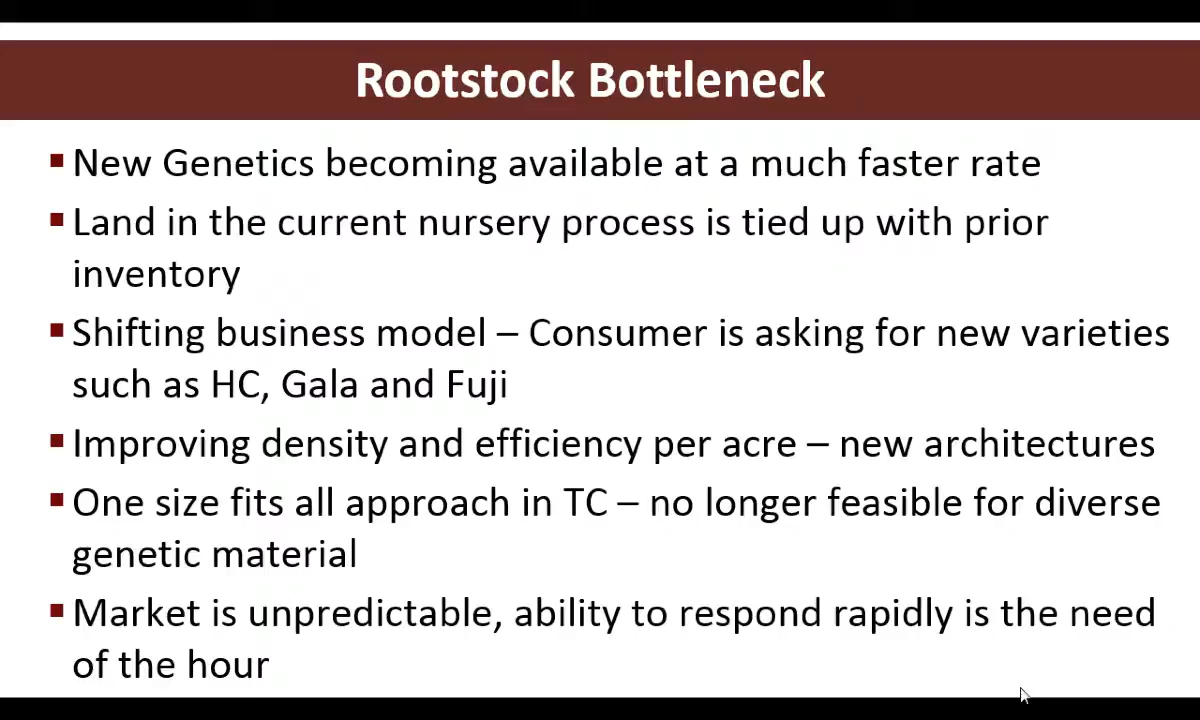 Rootstock Bottleneck
▪ New Genetics becoming available at a much faster rate
▪ Land in the current nursery process is tied up with prior
inventory
▪ Shifting business model – Consumer is asking for new varieties
such as HC, Gala and Fuji
▪ Improving density and efficiency per acre – new architectures
▪ One size fits all approach in TC – no longer feasible for diverse
genetic material
▪ Market is unpredictable, ability to respond rapidly is the need
of the hour